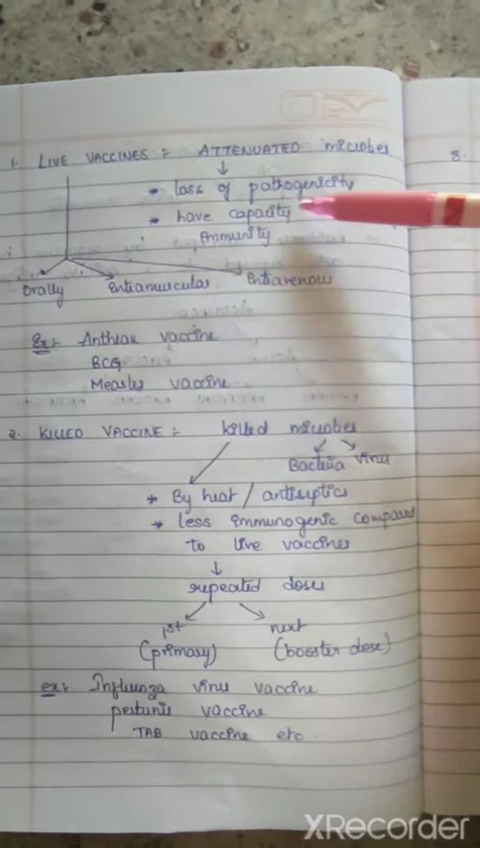 1. LIVE VACCINES : ATTENUATED microbes
* loss of pathogenicity
* have capacity
Immunity
Orally Intramuscular Intravenous
Ex:- Anthrax vaccine
BCG
Measles vaccine
2. KILLED VACCINE : killed microbes
Bacteria virus
* By heat / antiseptics
* less immunogenic compared
to live vaccines
repeated doses
1st next
(primary) (booster dose)
ex:- Influenza virus vaccine
pertunis vaccine
TAB vaccine etc.
3.
XRecorder